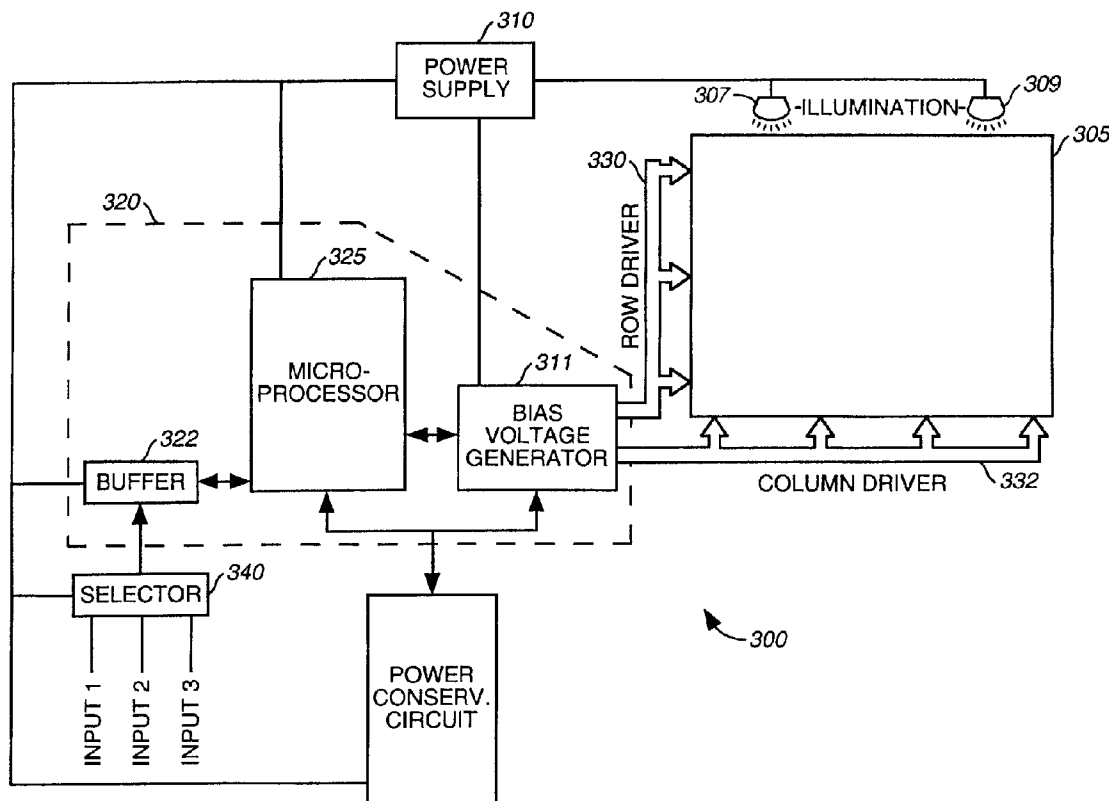 310
POWER
SUPPLY
307
-ILLUMINATION-
309
305
330
ROW DRIVER
320
325
MICRO-
PROCESSOR
311
BIAS
VOLTAGE
GENERATOR
322
BUFFER
COLUMN DRIVER
332
340
SELECTOR
INPUT 1
INPUT 2
INPUT 3
POWER
CONSERV.
CIRCUIT
300